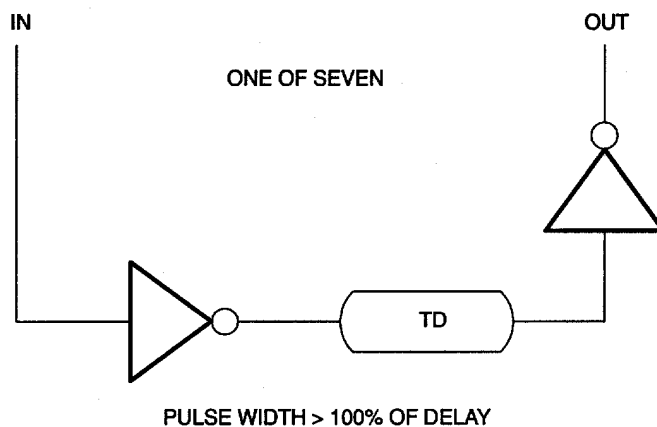 IN
OUT
ONE OF SEVEN
TD
PULSE WIDTH > 100% OF DELAY